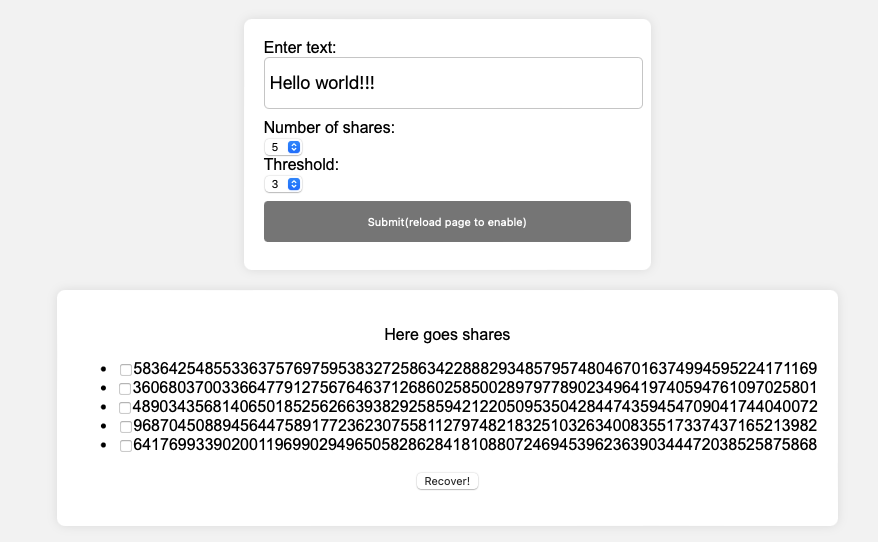 Enter text:
Hello world!!!
Number of shares:
5
Threshold:
3
Submit(reload page to enable)
Here goes shares
58364254855336375769759538327258634228882934857957480467016374994595224171169
36068037003366477912756764637126860258500289797789023496419740594761097025801
48903435681406501852562663938292585942122050953504284474359454709041744040072
96870450889456447589177236230755811279748218325103263400835517337437165213982
64176993390200119699029496505828628418108807246945396236390344472038525875868
Recover!